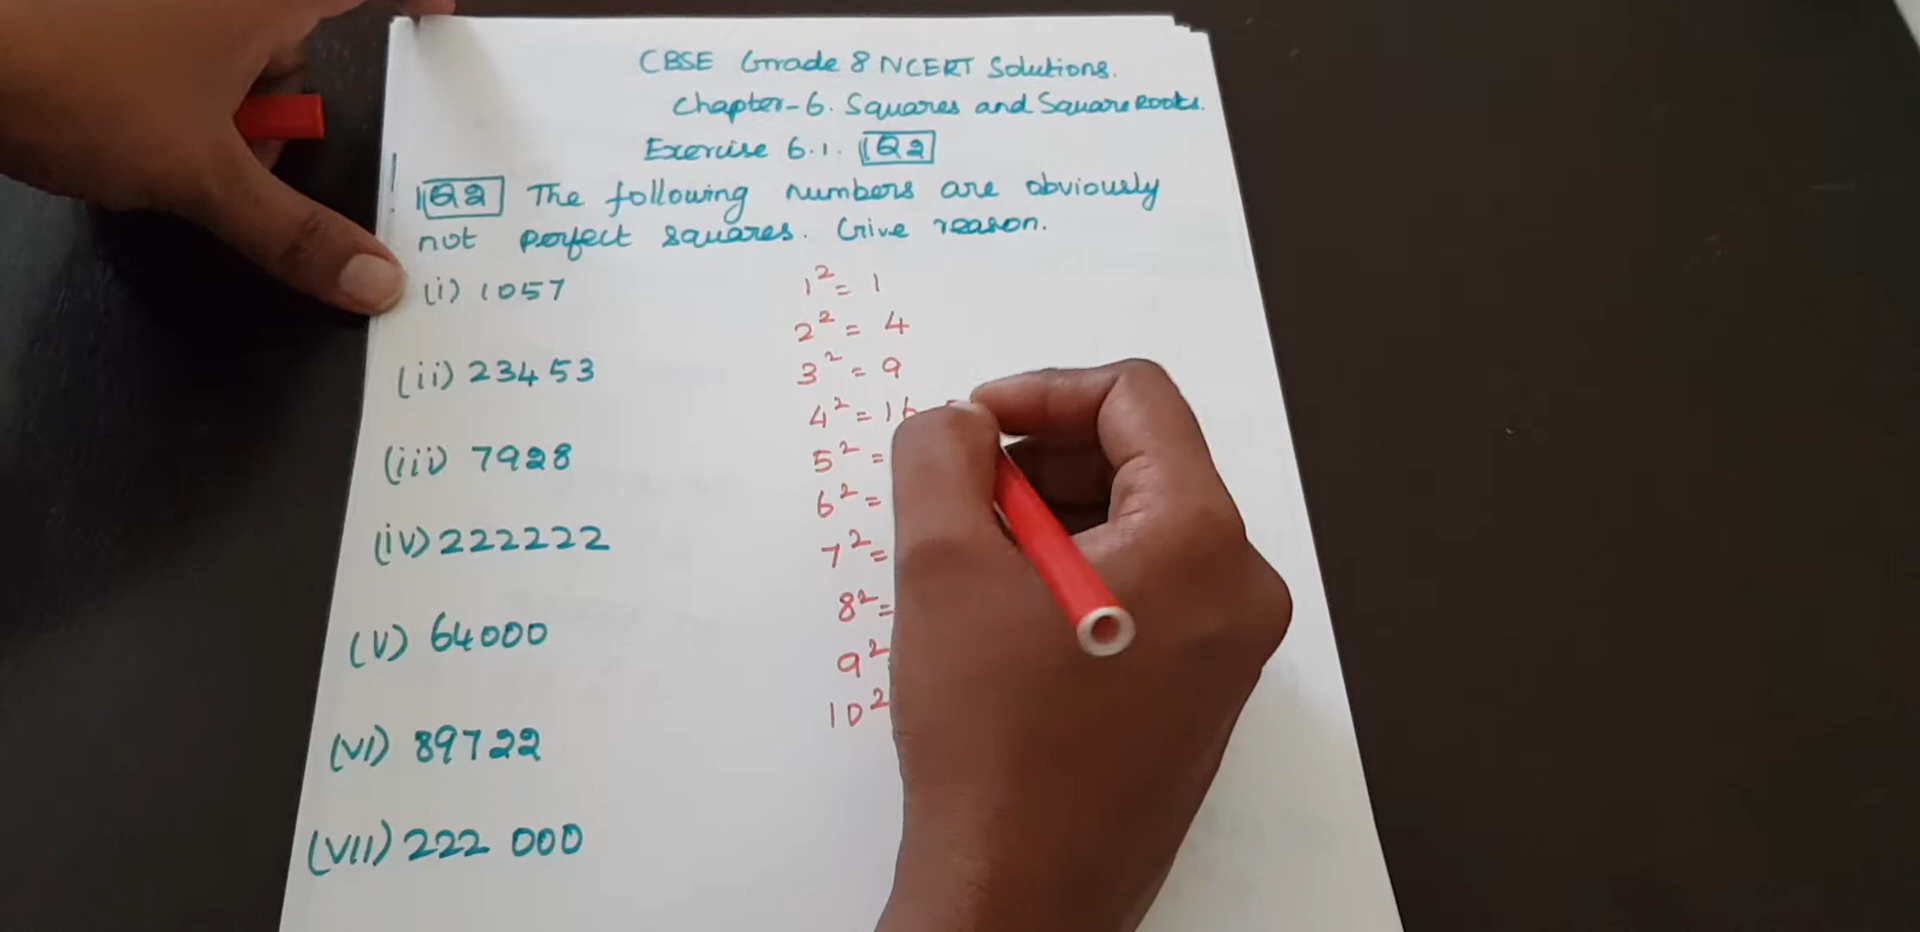 CBSE Grade 8 NCERT Solutions.
Chapter-6. Squares and Square Roots.
Exercise 6.1. Q2
Q2 The following numbers are obviously
not perfect squares. Give reason.
(i) 1057
(ii) 23453
(iii) 7928
(iv) 222222
(v) 64000
(vi) 89722
(vii) 222 000
1² = 1
2² = 4
3² = 9
4² = 16
5² =
6² =
7² =
8² =
9²
10²